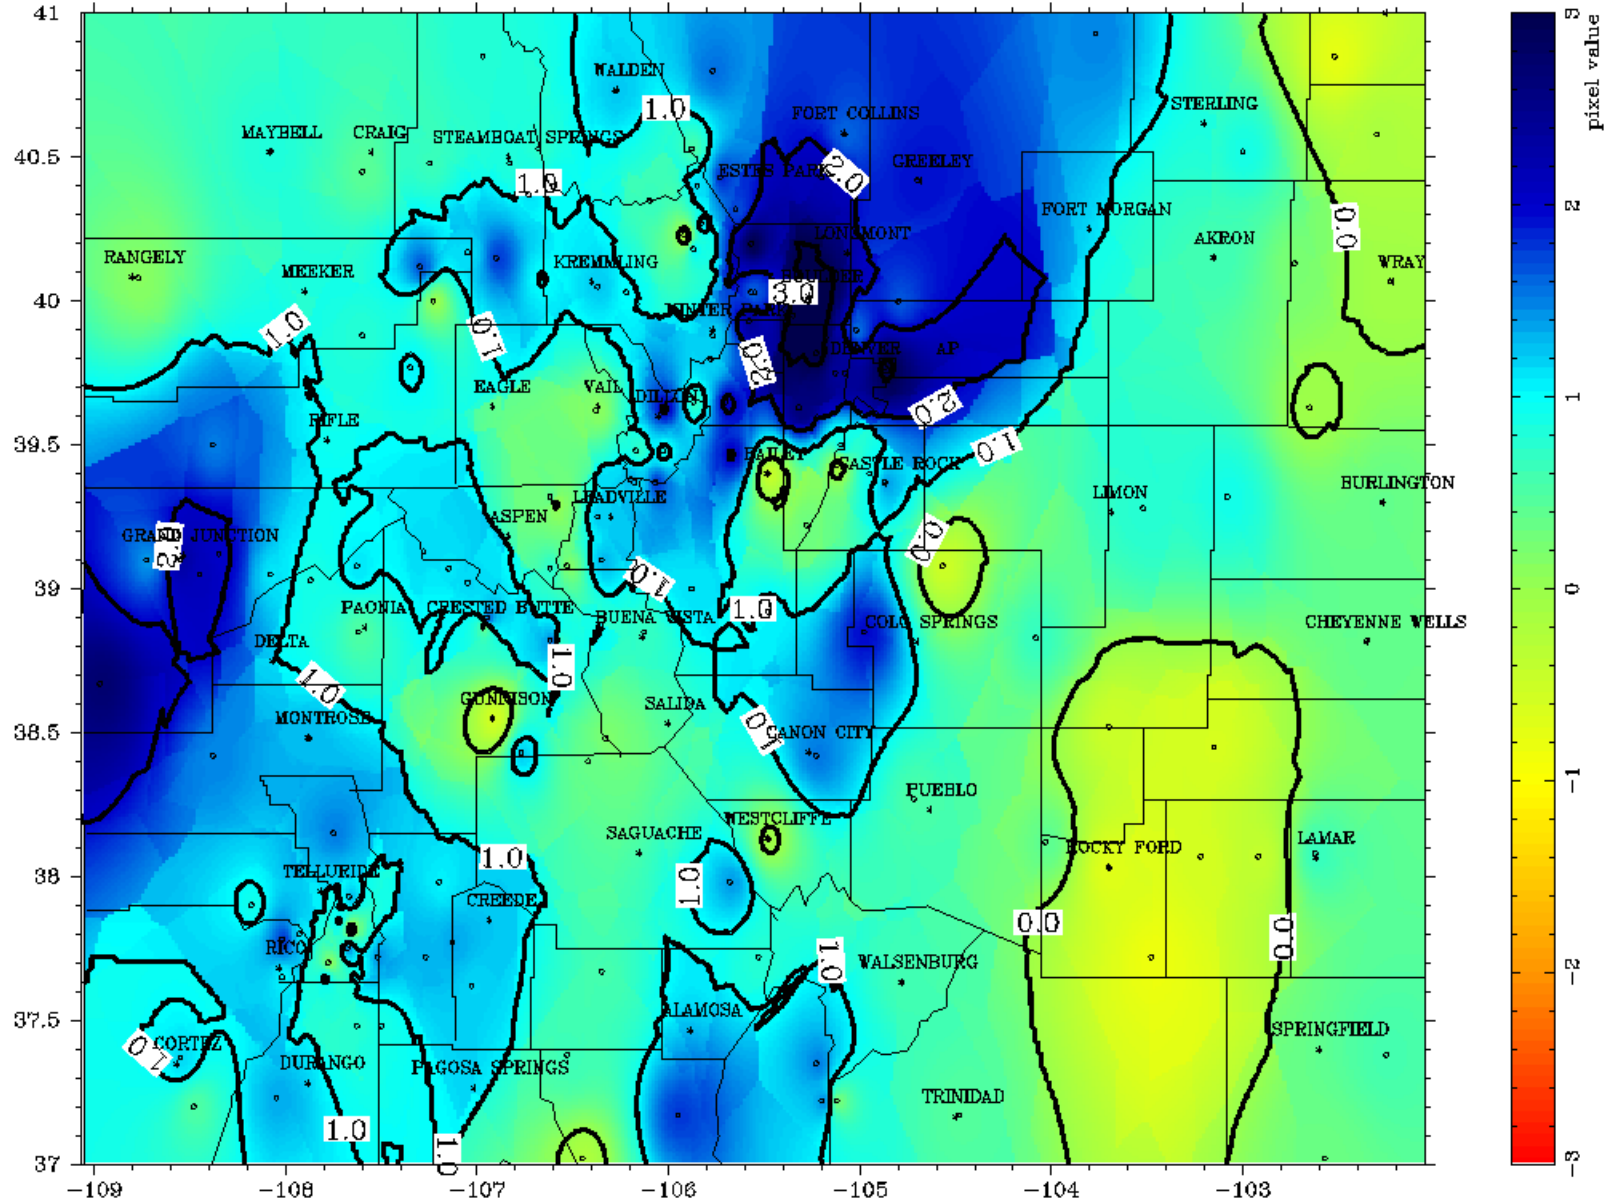 41
40.5
40
39.5
39
38.5
38
37.5
37
-109
-108
-107
-106
-105
-104
-103
3
2
1
0
-1
-2
-3
pixel value
WALDEN
1.0
FORT COLLINS
STERLING
MAYBELL
CRAIG
STEAMBOAT SPRINGS
1.0
ESTES PARK
2.0
GREELEY
FORT MORGAN
0.0
AKRON
WRAY
RANGELY
MEEKER
KREMMLING
LONGMONT
BOULDER
3.0
WINTER PARK
1.0
1.0
2.0
DENVER
AP
EAGLE
VAIL
DILLON
2.0
RIFLE
1.0
BAILEY
CASTLE ROCK
LIMON
BURLINGTON
LEADVILLE
ASPEN
GRAND JUNCTION
2.0
0.0
1.0
PAONIA
CRESTED BUTTE
BUENA VISTA
1.0
COLO SPRINGS
CHEYENNE WELLS
DELTA
1.0
1.0
GUNNISON
SALIDA
MONTROSE
1.0
CANON CITY
PUEBLO
WESTCLIFFE
SAGUACHE
ROCKY FORD
LAMAR
1.0
TELLURIDE
1.0
CREEDE
0.0
0.0
RICO
1.0
WALSENBURG
ALAMOSA
SPRINGFIELD
CORTEZ
1.0
DURANGO
PAGOSA SPRINGS
TRINIDAD
1.0
1.0